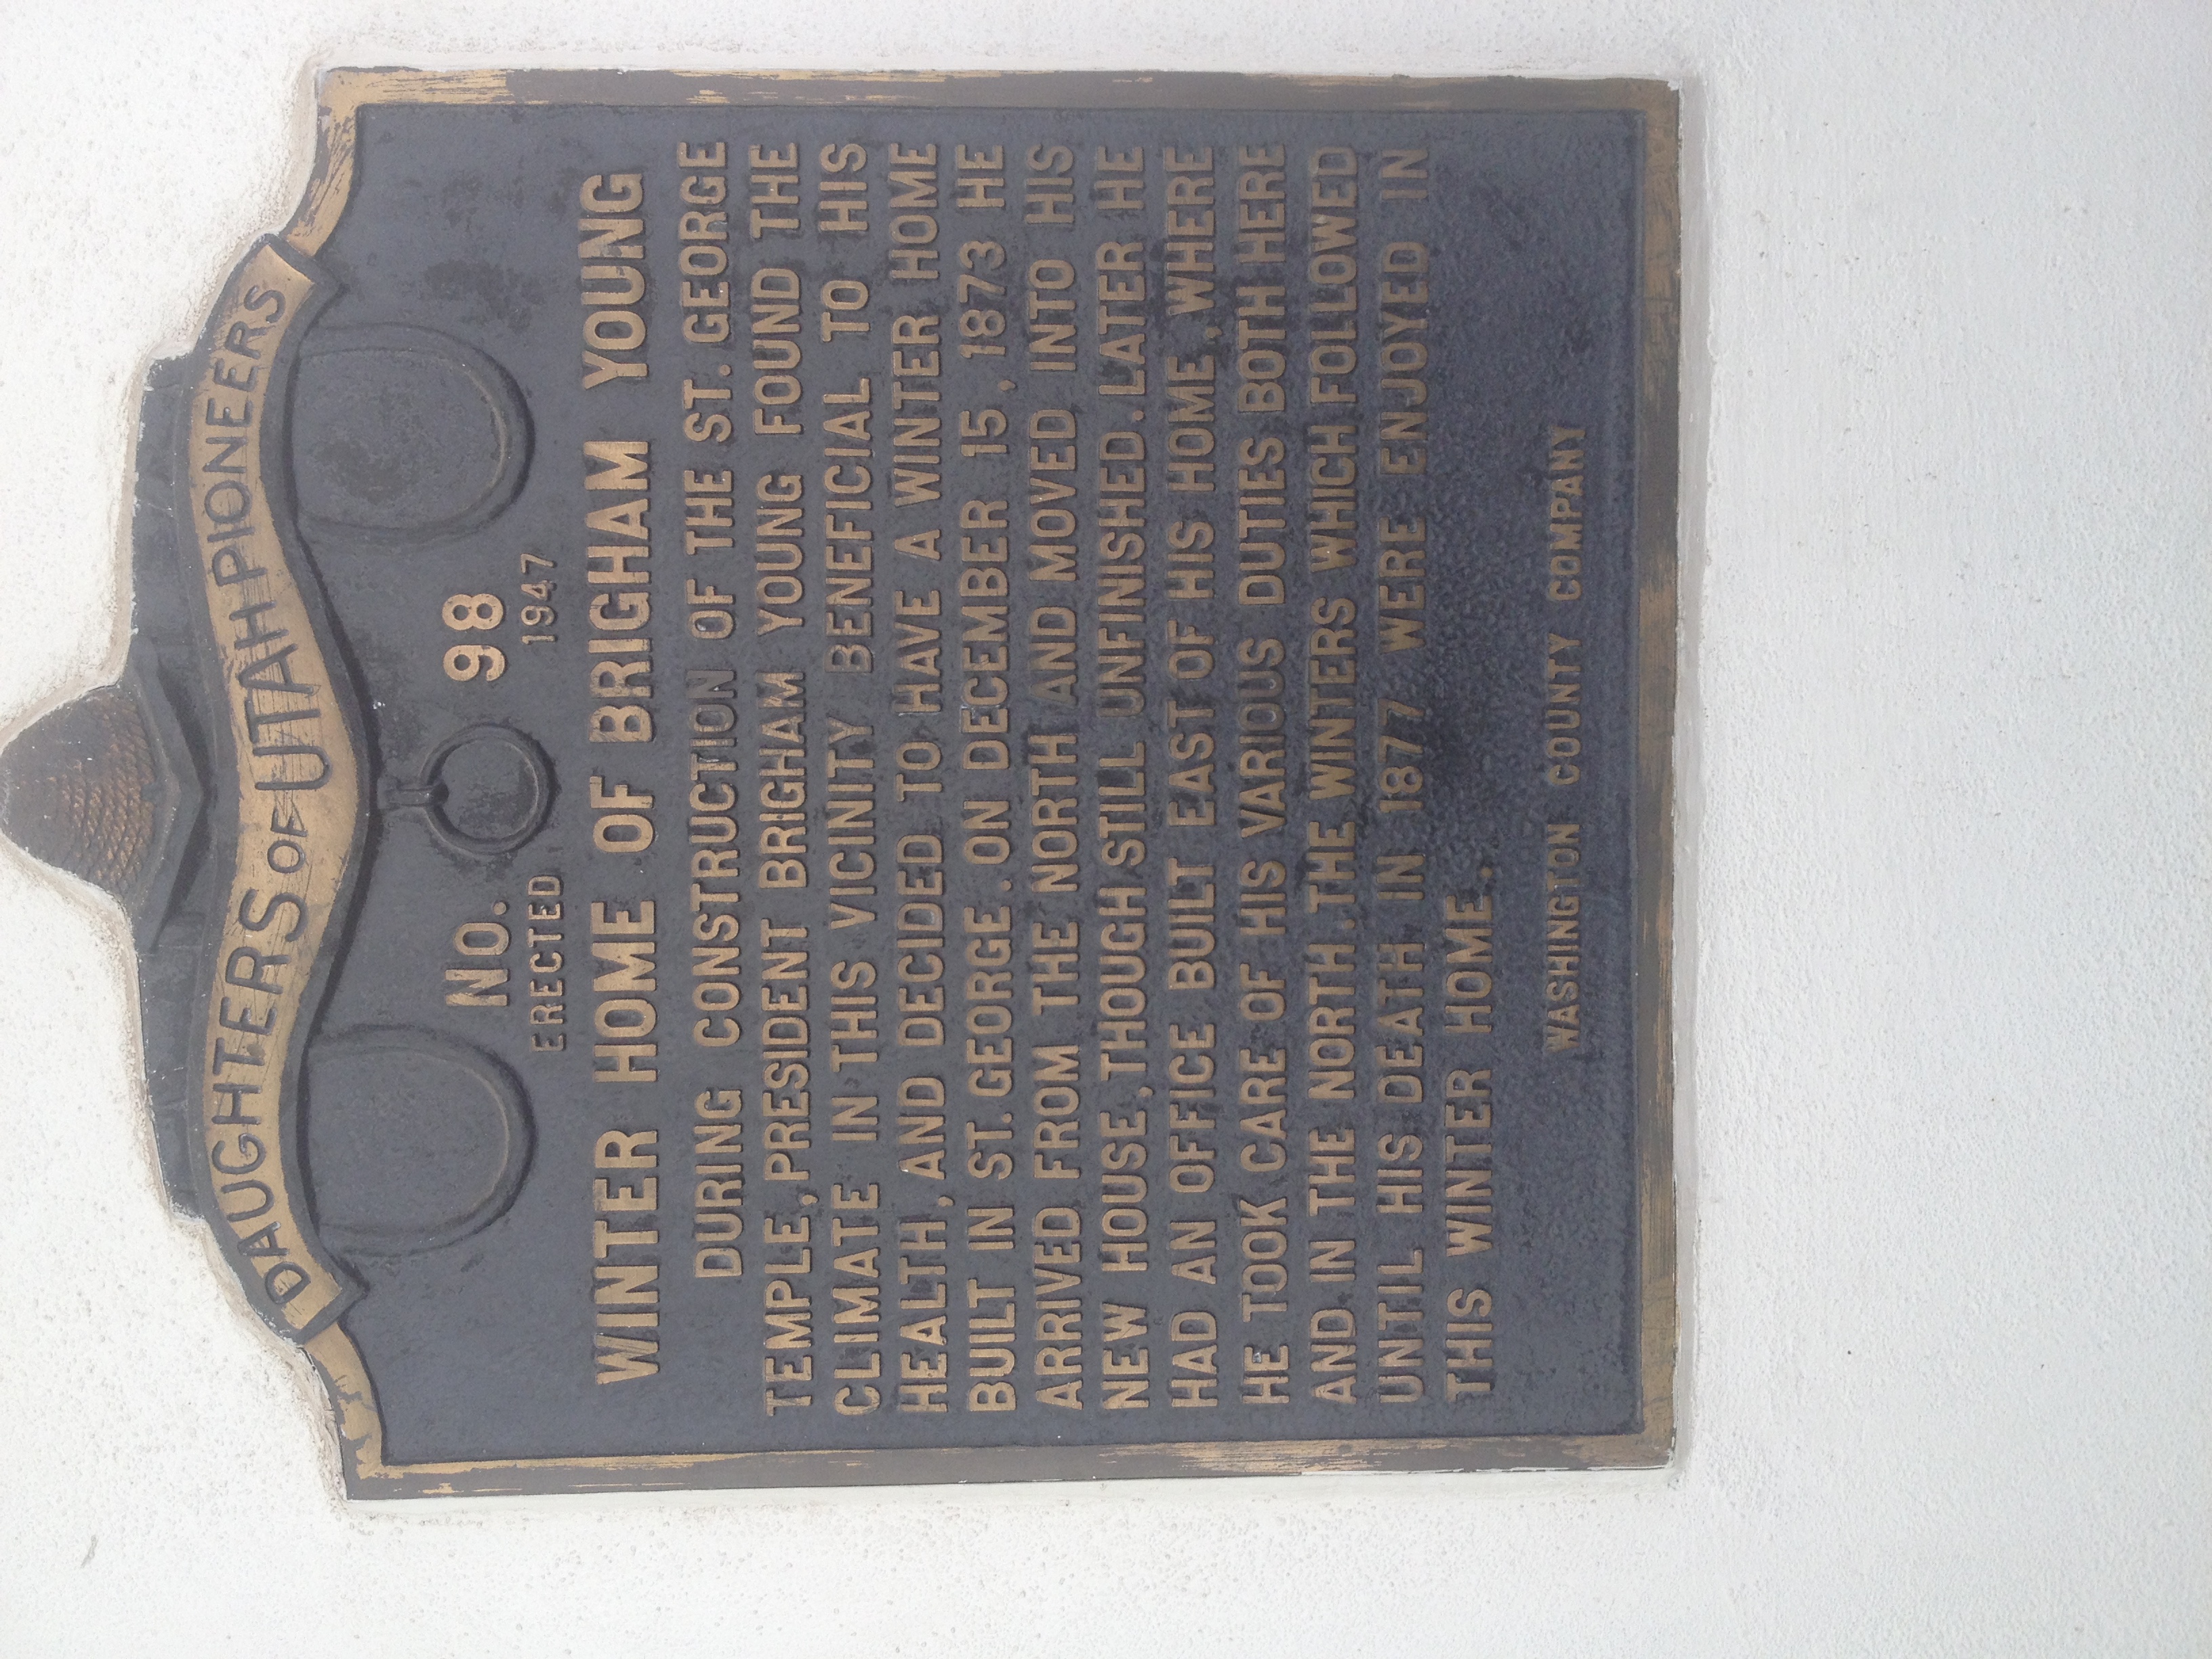 DAUGHTERS OF UTAH PIONEERS
No. 98
ERECTED 1947
WINTER HOME OF BRIGHAM YOUNG
DURING CONSTRUCTION OF THE ST. GEORGE
TEMPLE, PRESIDENT BRIGHAM YOUNG FOUND THE
CLIMATE IN THIS VICINITY BENEFICIAL TO HIS
HEALTH, AND DECIDED TO HAVE A WINTER HOME
BUILT IN ST. GEORGE. ON DECEMBER 15, 1873 HE
ARRIVED FROM THE NORTH AND MOVED INTO HIS
NEW HOUSE, THOUGH STILL UNFINISHED. LATER HE
HAD AN OFFICE BUILT EAST OF HIS HOME, WHERE
HE TOOK CARE OF HIS VARIOUS DUTIES BOTH HERE
AND IN THE NORTH. THE WINTERS WHICH FOLLOWED
UNTIL HIS DEATH IN 1877 WERE ENJOYED IN
THIS WINTER HOME.
WASHINGTON COUNTY COMPANY